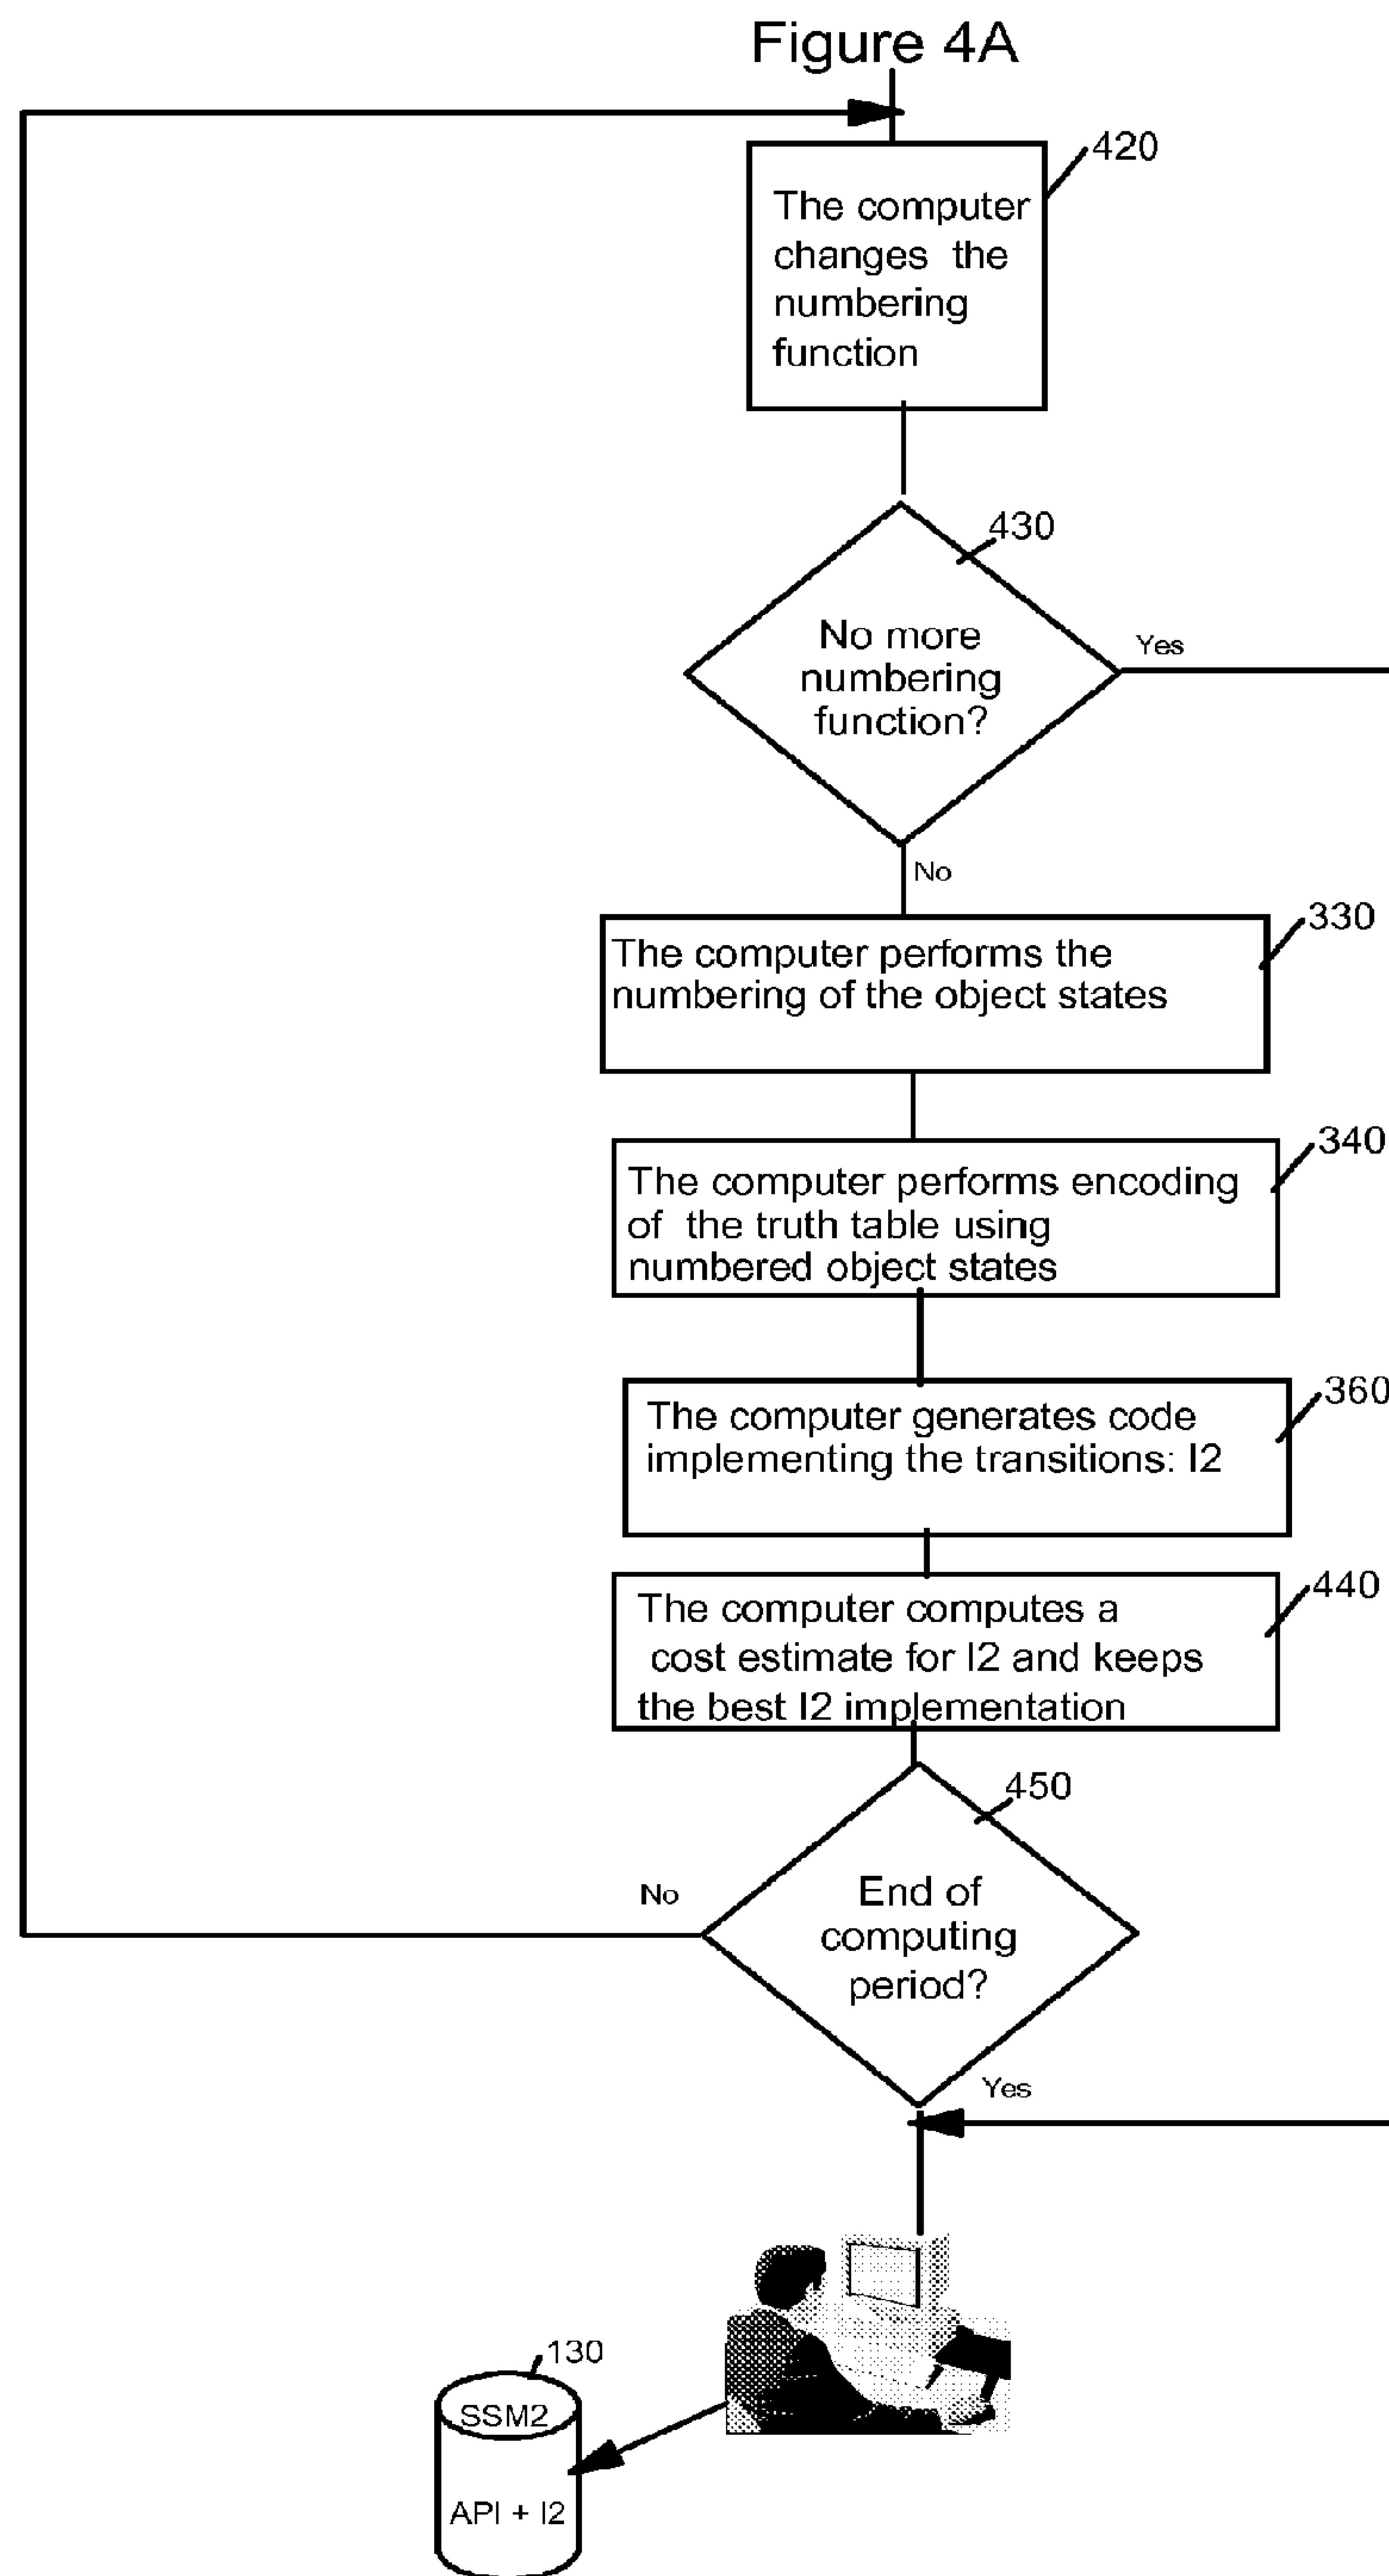 Figure 4A
420
The computer
changes the
numbering
function
430
No more
numbering
function?
Yes
No
330
The computer performs the
numbering of the object states
340
The computer performs encoding
of the truth table using
numbered object states
360
The computer generates code
implementing the transitions: I2
440
The computer computes a
cost estimate for I2 and keeps
the best I2 implementation
450
No
End of
computing
period?
Yes
130
SSM2
API + I2